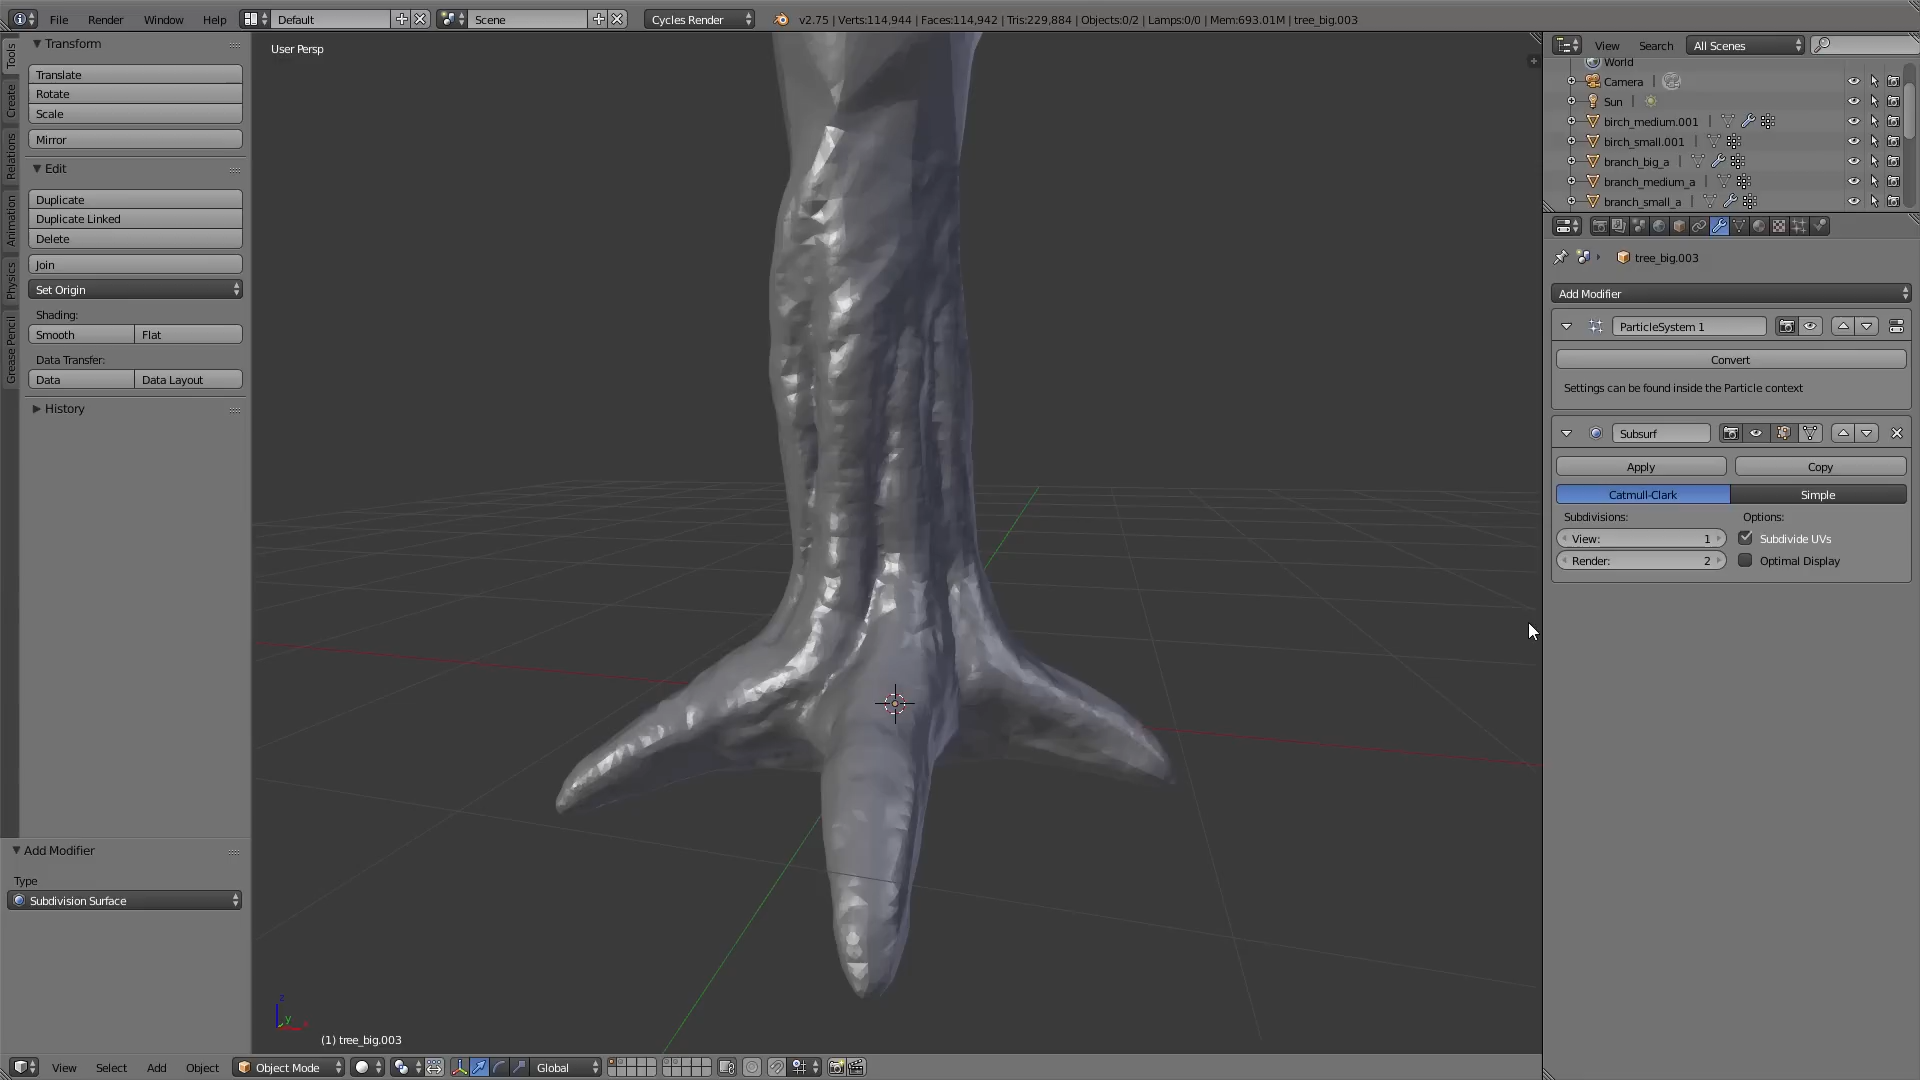 File Render Window Help Default Scene Cycles Render v2.75 | Verts:114,944 | Faces:114,942 | Tris:229,884 | Objects:0/2 | Lamps:0/0 | Mem:693.01M | tree_big.003
Tools
Create
Relations
Animation
Physics
Grease Pencil
Transform
Translate
Rotate
Scale
Mirror
Edit
Duplicate
Duplicate Linked
Delete
Join
Set Origin
Shading:
Smooth Flat
Data Transfer:
Data Data Layout
History
Add Modifier
Type
Subdivision Surface
User Persp
z
y
x
(1) tree_big.003
View Select Add Object Object Mode Global
View Search All Scenes
World
Camera
Sun
birch_medium.001
birch_small.001
branch_big_a
branch_medium_a
branch_small_a
tree_big.003
Add Modifier
ParticleSystem 1
Convert
Settings can be found inside the Particle context
Subsurf
Apply Copy
Catmull-Clark Simple
Subdivisions: Options:
View: 1 Subdivide UVs
Render: 2 Optimal Display